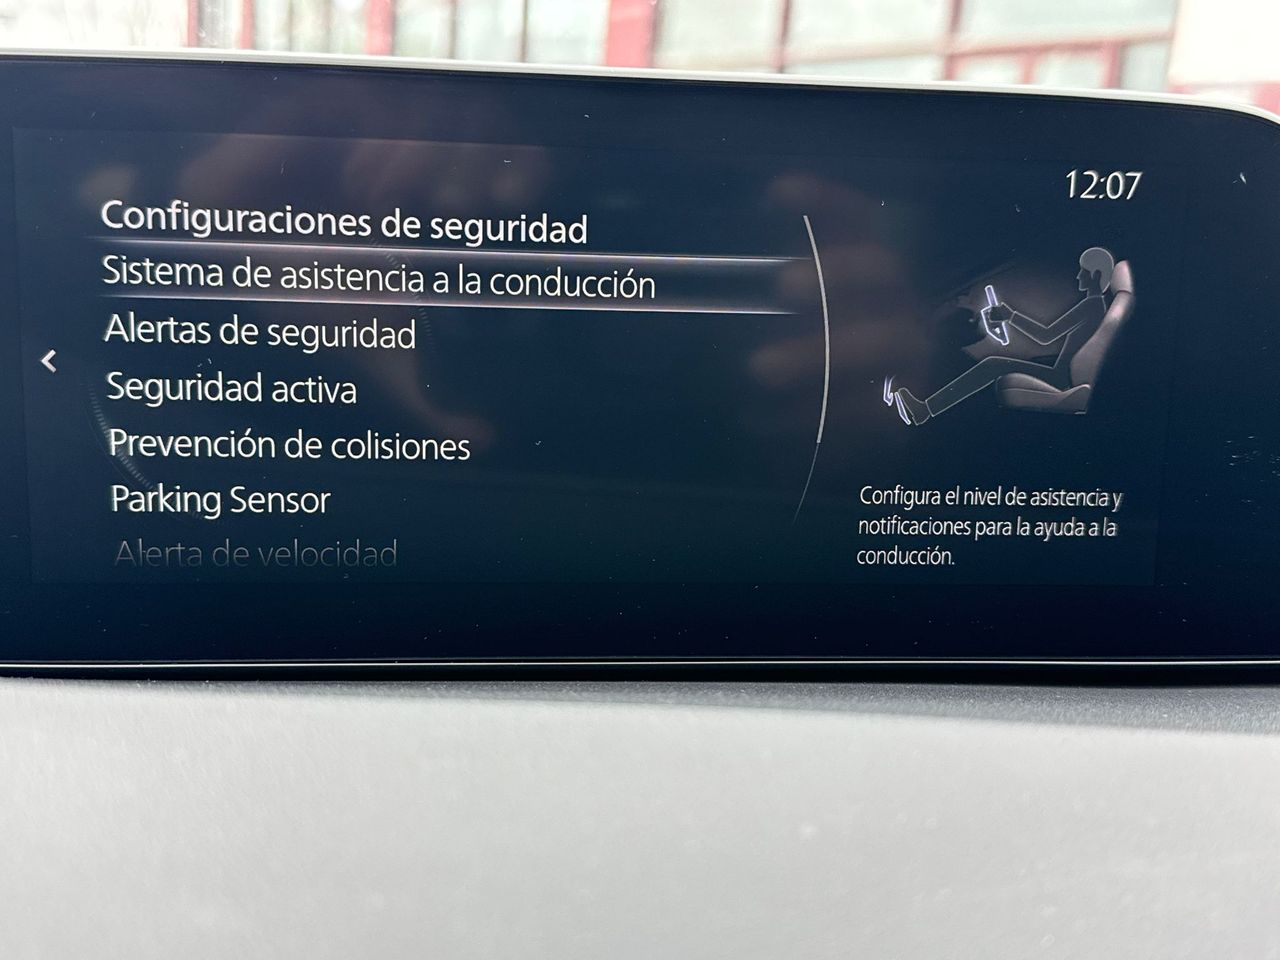 12:07
Configuraciones de seguridad
Sistema de asistencia a la conducción
Alertas de seguridad
Seguridad activa
Prevención de colisiones
Parking Sensor
Alerta de velocidad
Configura el nivel de asistencia y
notificaciones para la ayuda a la
conducción.